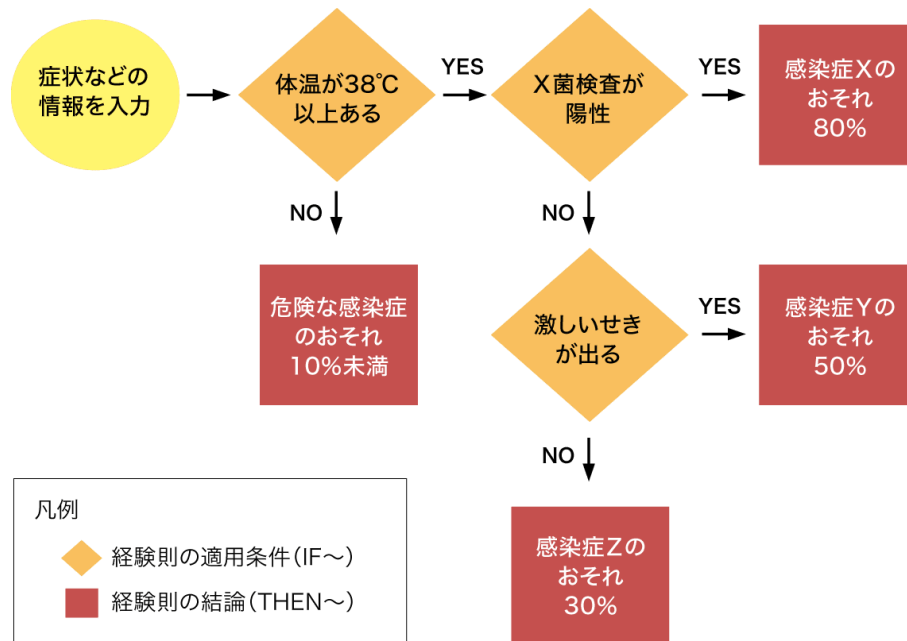 症状などの
情報を入力
体温が38℃
以上ある
YES
X菌検査が
陽性
YES
感染症Xの
おそれ
80%
NO
NO
危険な感染症
のおそれ
10%未満
激しいせき
が出る
YES
感染症Yの
おそれ
50%
NO
感染症Zの
おそれ
30%
凡例
経験則の適用条件(IF〜)
経験則の結論(THEN〜)